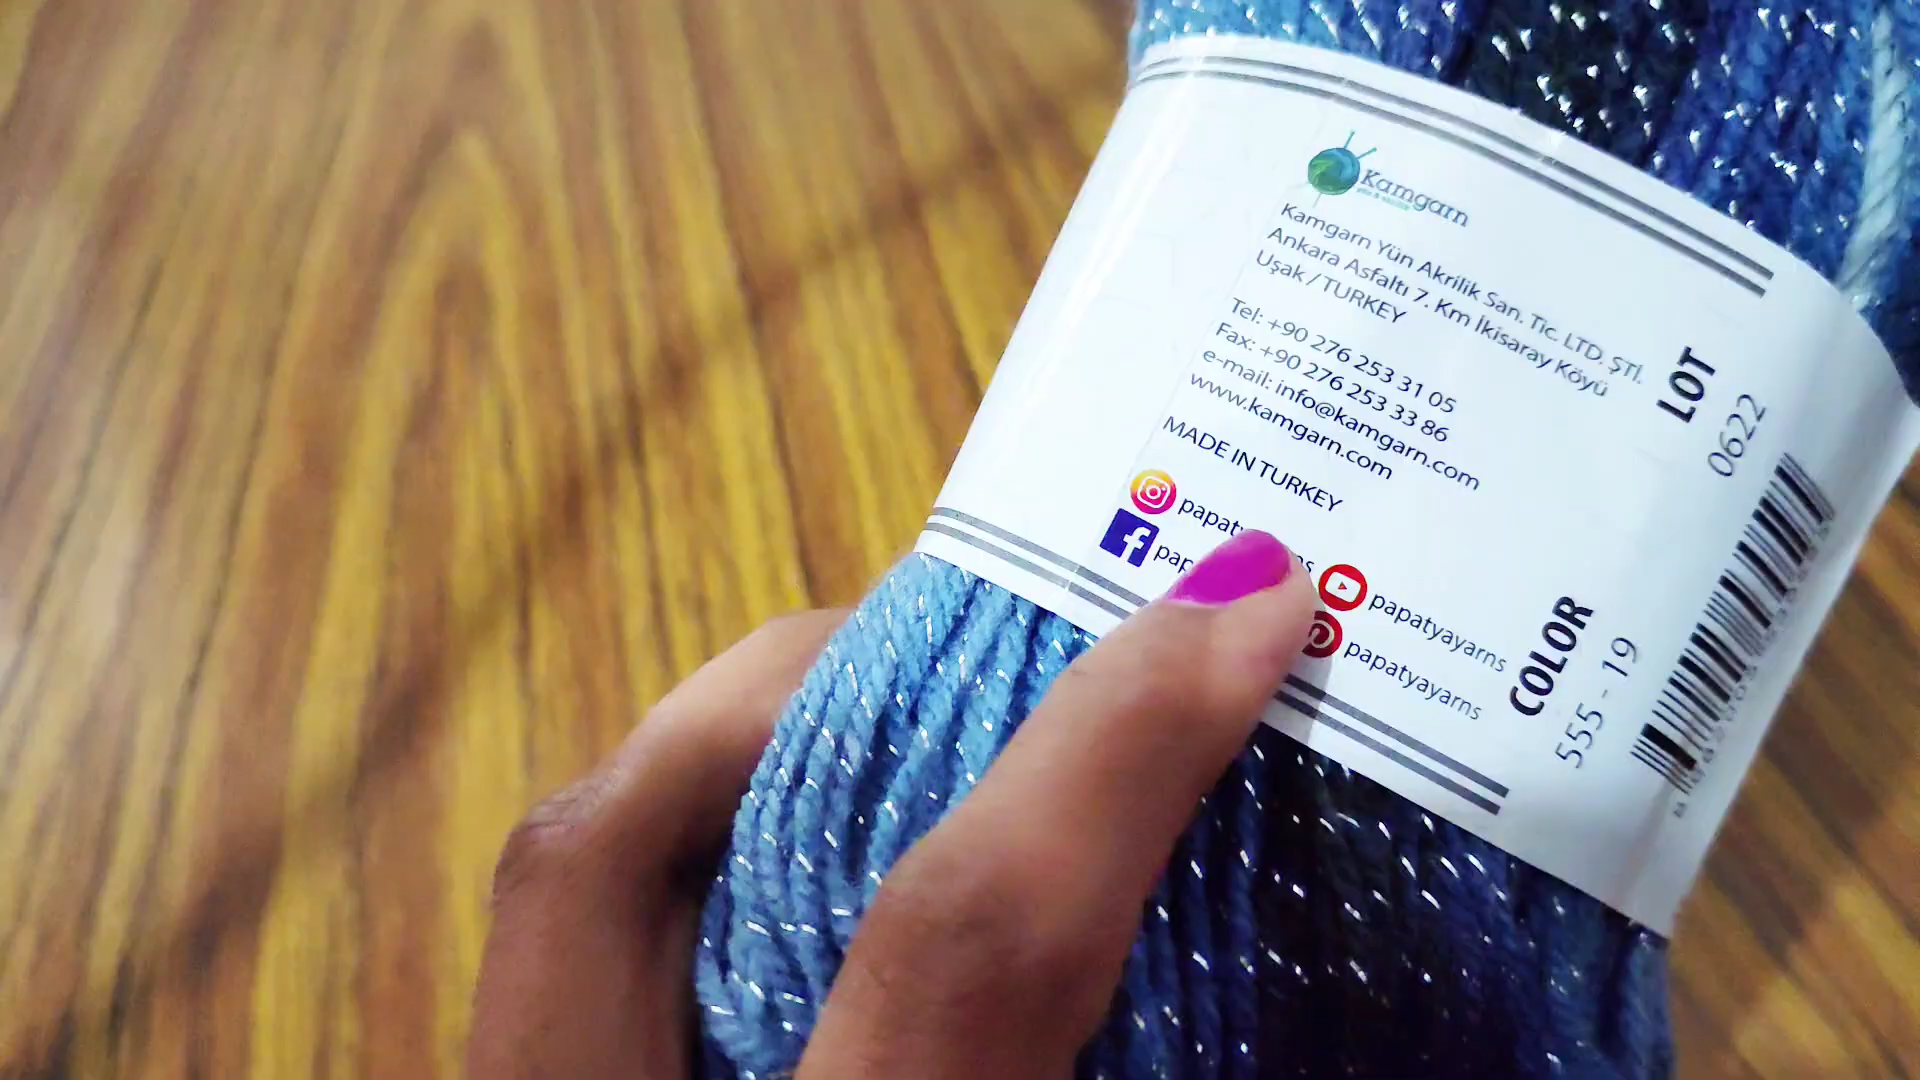 Kamgarn
Kamgarn Yün Akrilik San. Tic. LTD. ŞTİ.
Ankara Asfaltı 7. Km İkisaray Köyü
Uşak / TURKEY
Tel: +90 276 253 31 05
Fax: +90 276 253 33 86
e-mail: info@kamgarn.com
www.kamgarn.com
MADE IN TURKEY
papatyayarns
papatyayarns
LOT
0622
COLOR
555 - 19